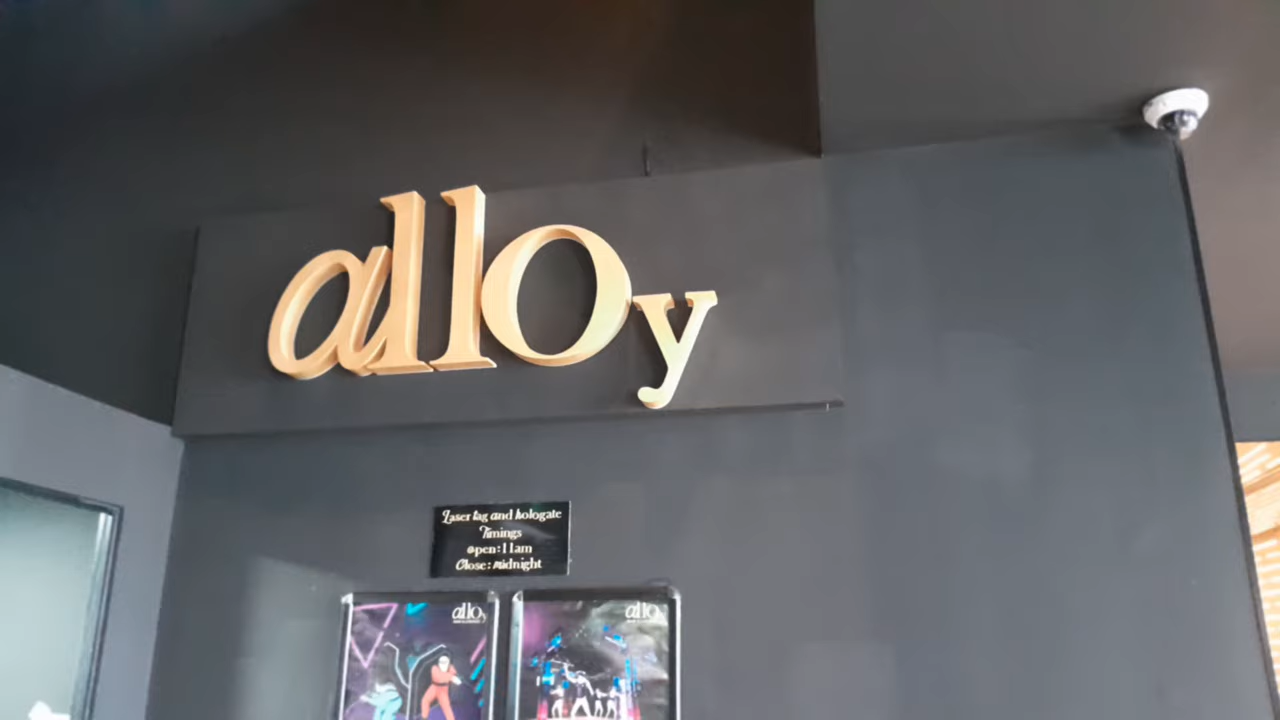 alloy
Laser tag and hologate
Timings
open : 11am
Close : midnight
alloy
alloy